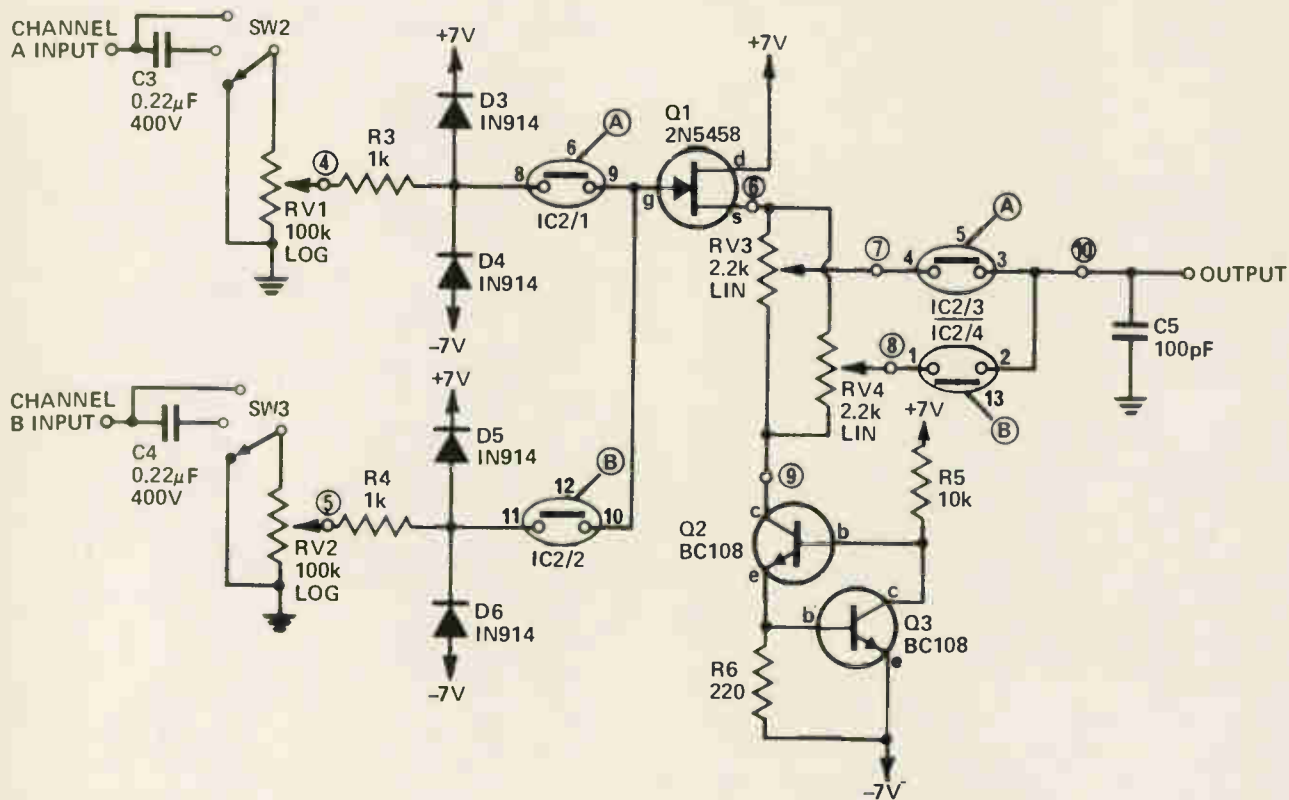 CHANNEL
A INPUT
SW2
C3
0.22µF
400V
④
R3
1k
RV1
100k
LOG
+7V
D3
IN914
D4
IN914
−7V
8
6
9
Ⓐ
IC2/1
Q1
2N5458
g
d
s
⑥
+7V
RV3
2.2k
LIN
⑦
4
5
3
Ⓐ
IC2/3
IC2/4
⑩
OUTPUT
C5
100pF
⑧
1
2
13
Ⓑ
RV4
2.2k
LIN
+7V
R5
10k
CHANNEL
B INPUT
SW3
C4
0.22µF
400V
⑤
R4
1k
RV2
100k
LOG
+7V
D5
IN914
D6
IN914
−7V
11
12
10
Ⓑ
IC2/2
⑨
Q2
BC108
c
b
e
Q3
BC108
c
b
e
R6
220
−7V